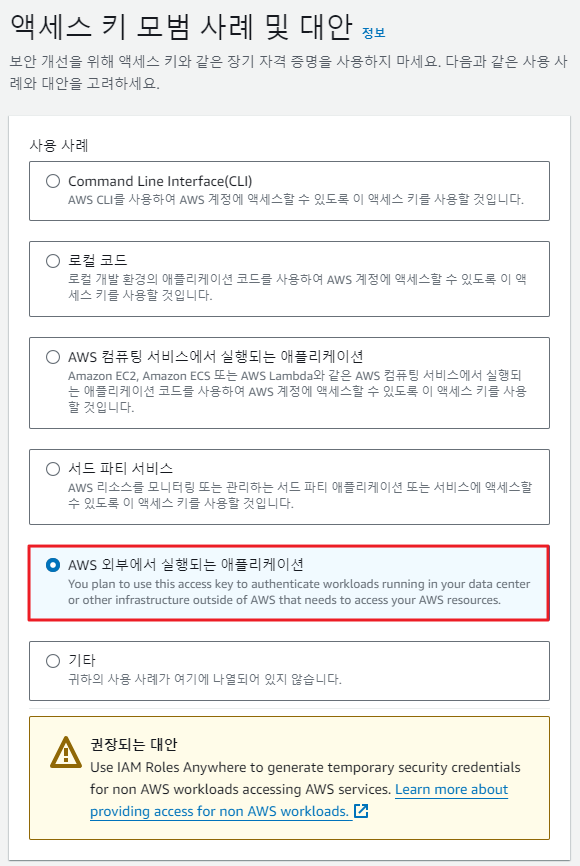 액세스 키 모범 사례 및 대안 정보
보안 개선을 위해 액세스 키와 같은 장기 자격 증명을 사용하지 마세요. 다음과 같은 사용 사
례와 대안을 고려하세요.
사용 사례
Command Line Interface(CLI)
AWS CLI를 사용하여 AWS 계정에 액세스할 수 있도록 이 액세스 키를 사용할 것입니다.
로컬 코드
로컬 개발 환경의 애플리케이션 코드를 사용하여 AWS 계정에 액세스할 수 있도록 이 액
세스 키를 사용할 것입니다.
AWS 컴퓨팅 서비스에서 실행되는 애플리케이션
Amazon EC2, Amazon ECS 또는 AWS Lambda와 같은 AWS 컴퓨팅 서비스에서 실행되
는 애플리케이션 코드를 사용하여 AWS 계정에 액세스할 수 있도록 이 액세스 키를 사용
할 것입니다.
서드 파티 서비스
AWS 리소스를 모니터링 또는 관리하는 서드 파티 애플리케이션 또는 서비스에 액세스할
수 있도록 이 액세스 키를 사용할 것입니다.
AWS 외부에서 실행되는 애플리케이션
You plan to use this access key to authenticate workloads running in your data center
or other infrastructure outside of AWS that needs to access your AWS resources.
기타
귀하의 사용 사례가 여기에 나열되어 있지 않습니다.
권장되는 대안
Use IAM Roles Anywhere to generate temporary security credentials
for non AWS workloads accessing AWS services. Learn more about
providing access for non AWS workloads.